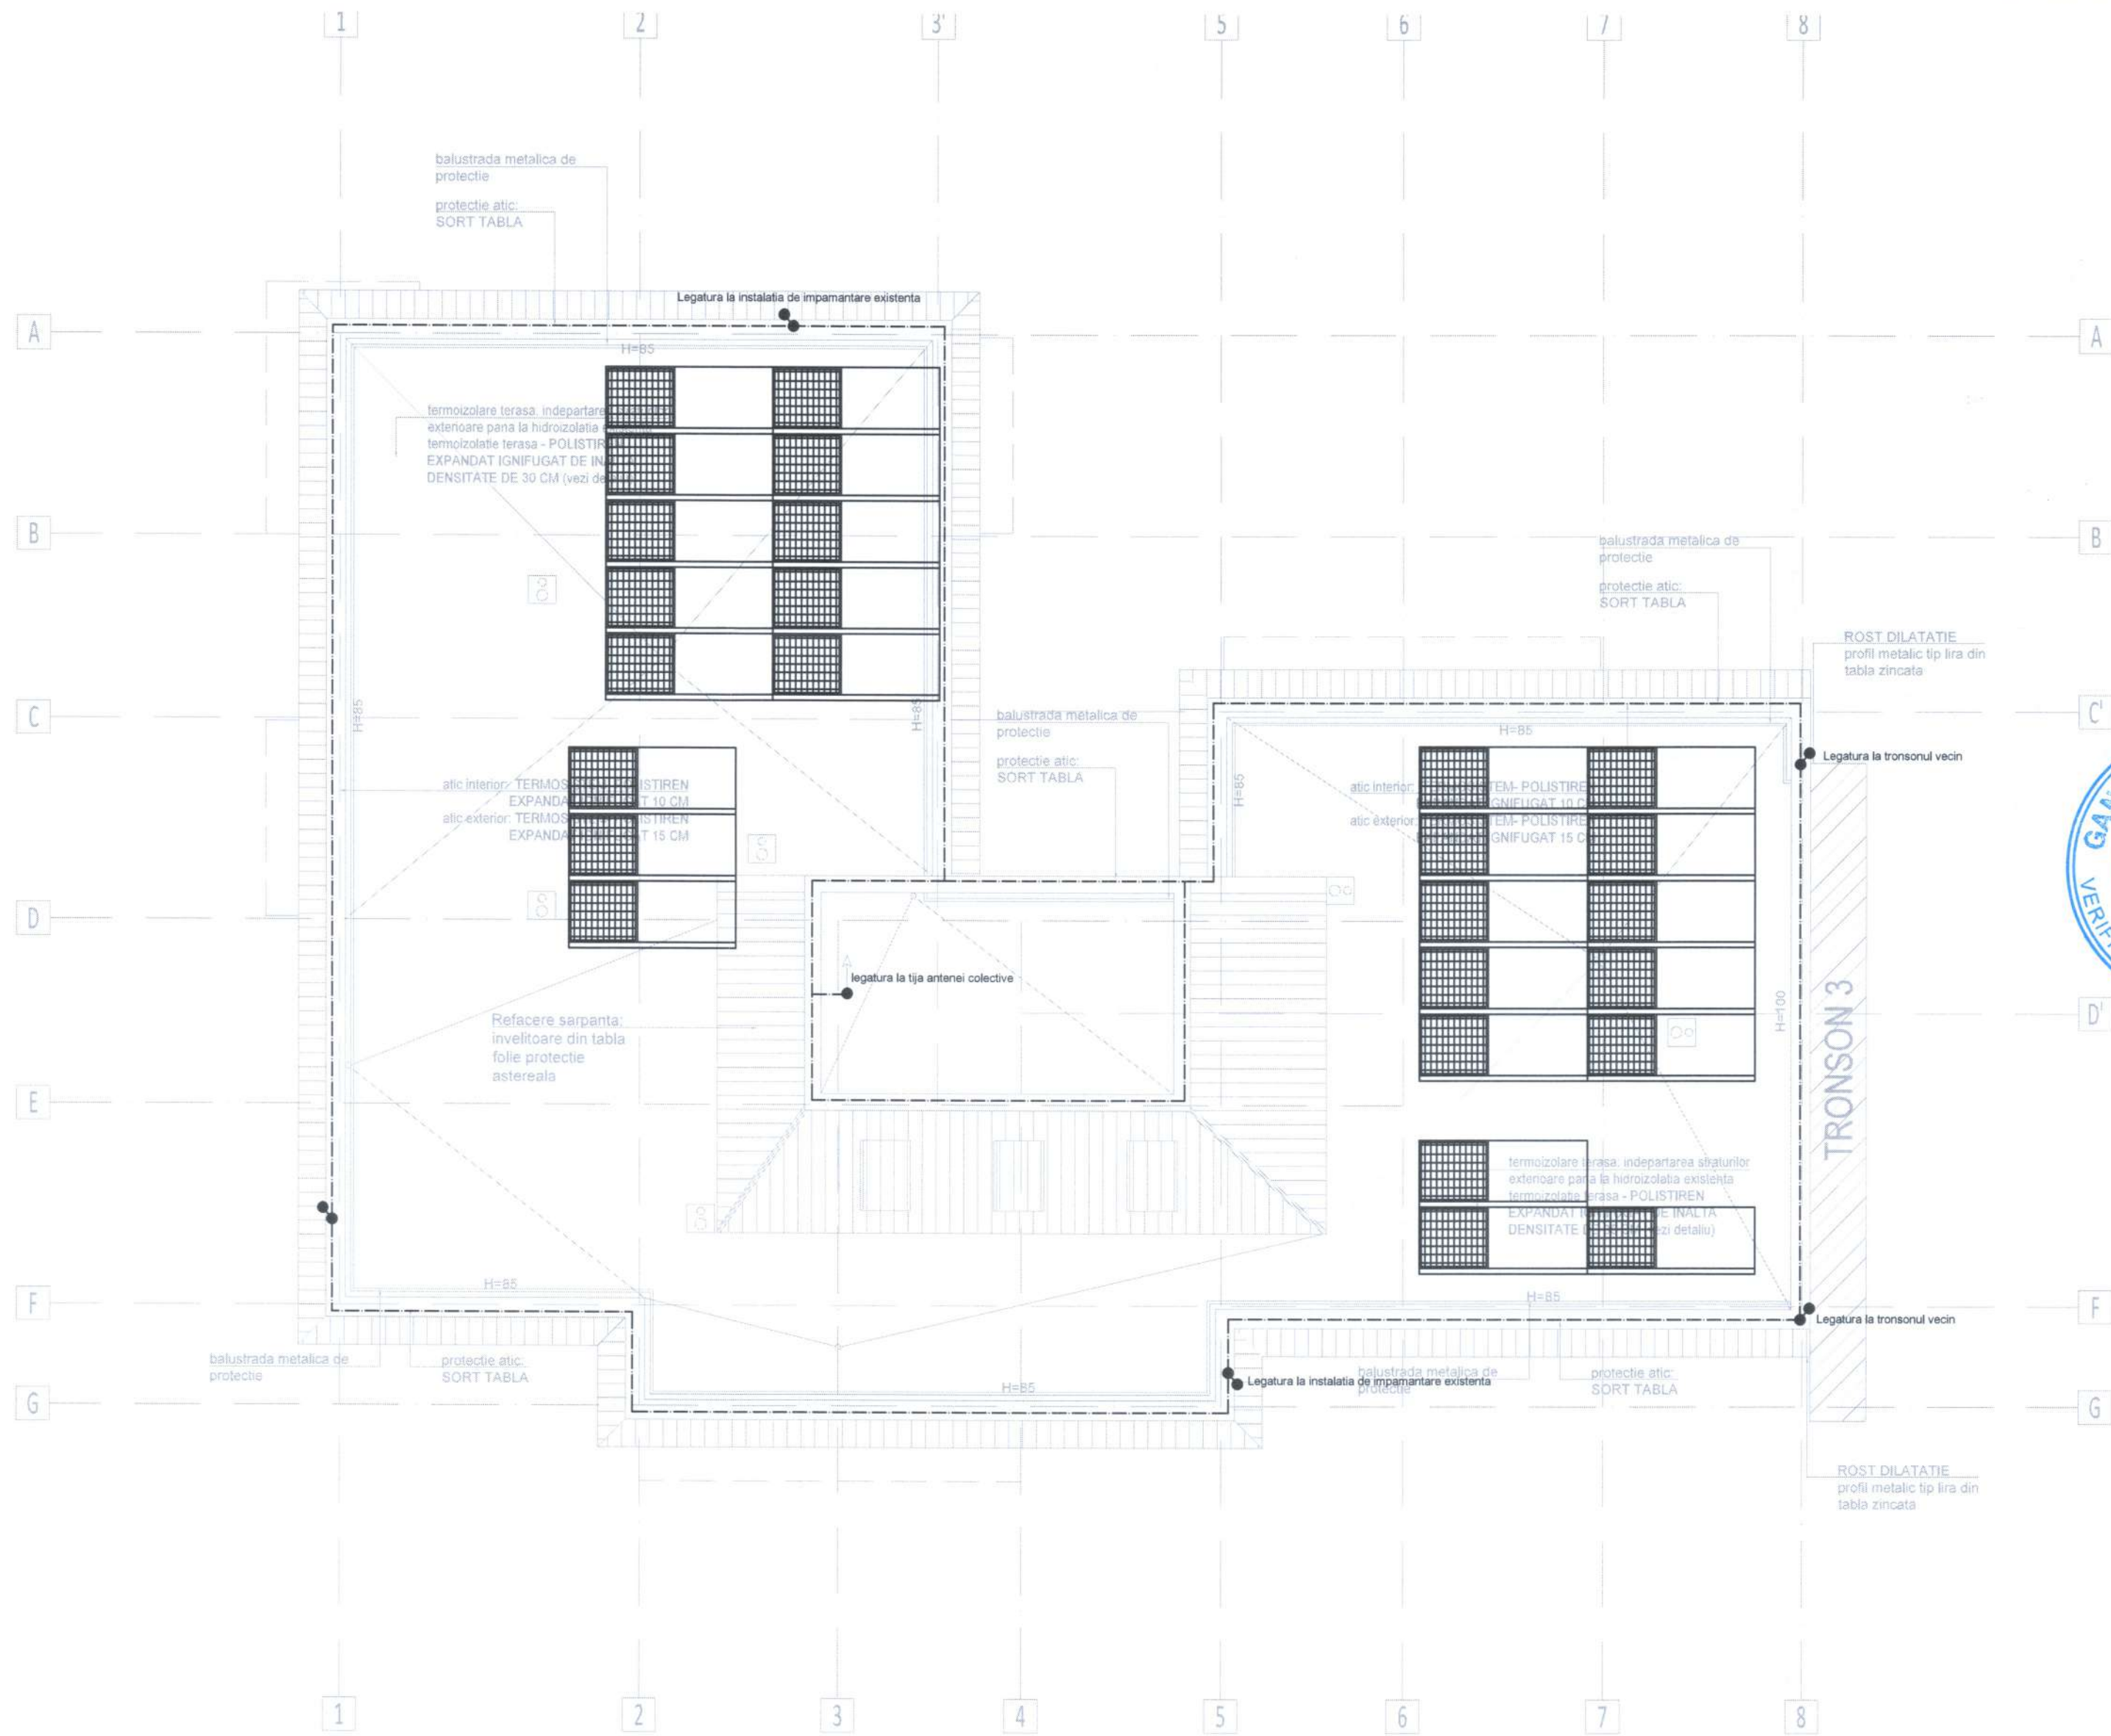 1 2 3' 5 6 7 8
balustrada metalica de
protectie
protectie atic:
SORT TABLA
Legatura la instalatia de impamantare existenta
A
A
H=85
termoizolare terasa: indepartare
exterioare pana la hidroizolatia
termoizolatie terasa - POLISTIREN
EXPANDAT IGNIFUGAT DE
DENSITATE DE 30 CM (vezi
B
B
balustrada metalica de
protectie
protectie atic:
SORT TABLA
ROST DILATATIE
profil metalic tip lira din
tabla zincata
C
C'
H=85
H=85
balustrada metalica de
protectie
protectie atic:
SORT TABLA
H=85
H=85
Legatura la tronsonul vecin
atic interior: TERMOS ISTIREN
EXPANDA T 10 CM
atic exterior: TERMOS ISTIREN
EXPANDA T 15 CM
atic interior: TEM- POLISTIRE
IGNIFUGAT 10 C
atic exterior: TEM- POLISTIRE
IGNIFUGAT 15 C
VERIF
D
legatura la tija antenei colective
Refacere sarpanta:
invelitoare din tabla
folie protectie
astereala
H=100
TRONSON 3
D'
E
termoizolare terasa: indepartarea straturilor
exterioare pana la hidroizolatia existenta
termoizolatie terasa - POLISTIREN
EXPANDAT DE INALTA
DENSITATE (vezi detaliu)
H=85
H=85
F
F
Legatura la tronsonul vecin
balustrada metalica de
protectie
protectie atic:
SORT TABLA
H=85
Legatura la instalatia de impamantare existenta
balustrada metalica de
protectie
protectie atic:
SORT TABLA
G
G
ROST DILATATIE
profil metalic tip lira din
tabla zincata
1 2 3 4 5 6 7 8